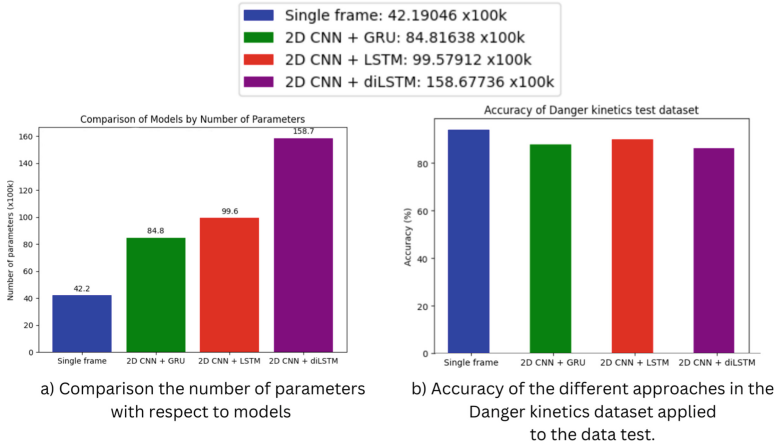 Single frame: 42.19046 x100k
2D CNN + GRU: 84.81638 x100k
2D CNN + LSTM: 99.57912 x100k
2D CNN + diLSTM: 158.67736 x100k
Comparison of Models by Number of Parameters
Number of parameters (x100k)
160
140
120
100
80
60
40
20
0
42.2
84.8
99.6
158.7
Single frame
2D CNN + GRU
2D CNN + LSTM
2D CNN + diLSTM
a) Comparison the number of parameters
with respect to models
Accuracy of Danger kinetics test dataset
Accuracy (%)
80
60
40
20
0
Single frame
2D CNN + GRU
2D CNN + LSTM
2D CNN + diLSTM
b) Accuracy of the different approaches in the
Danger kinetics dataset applied
to the data test.